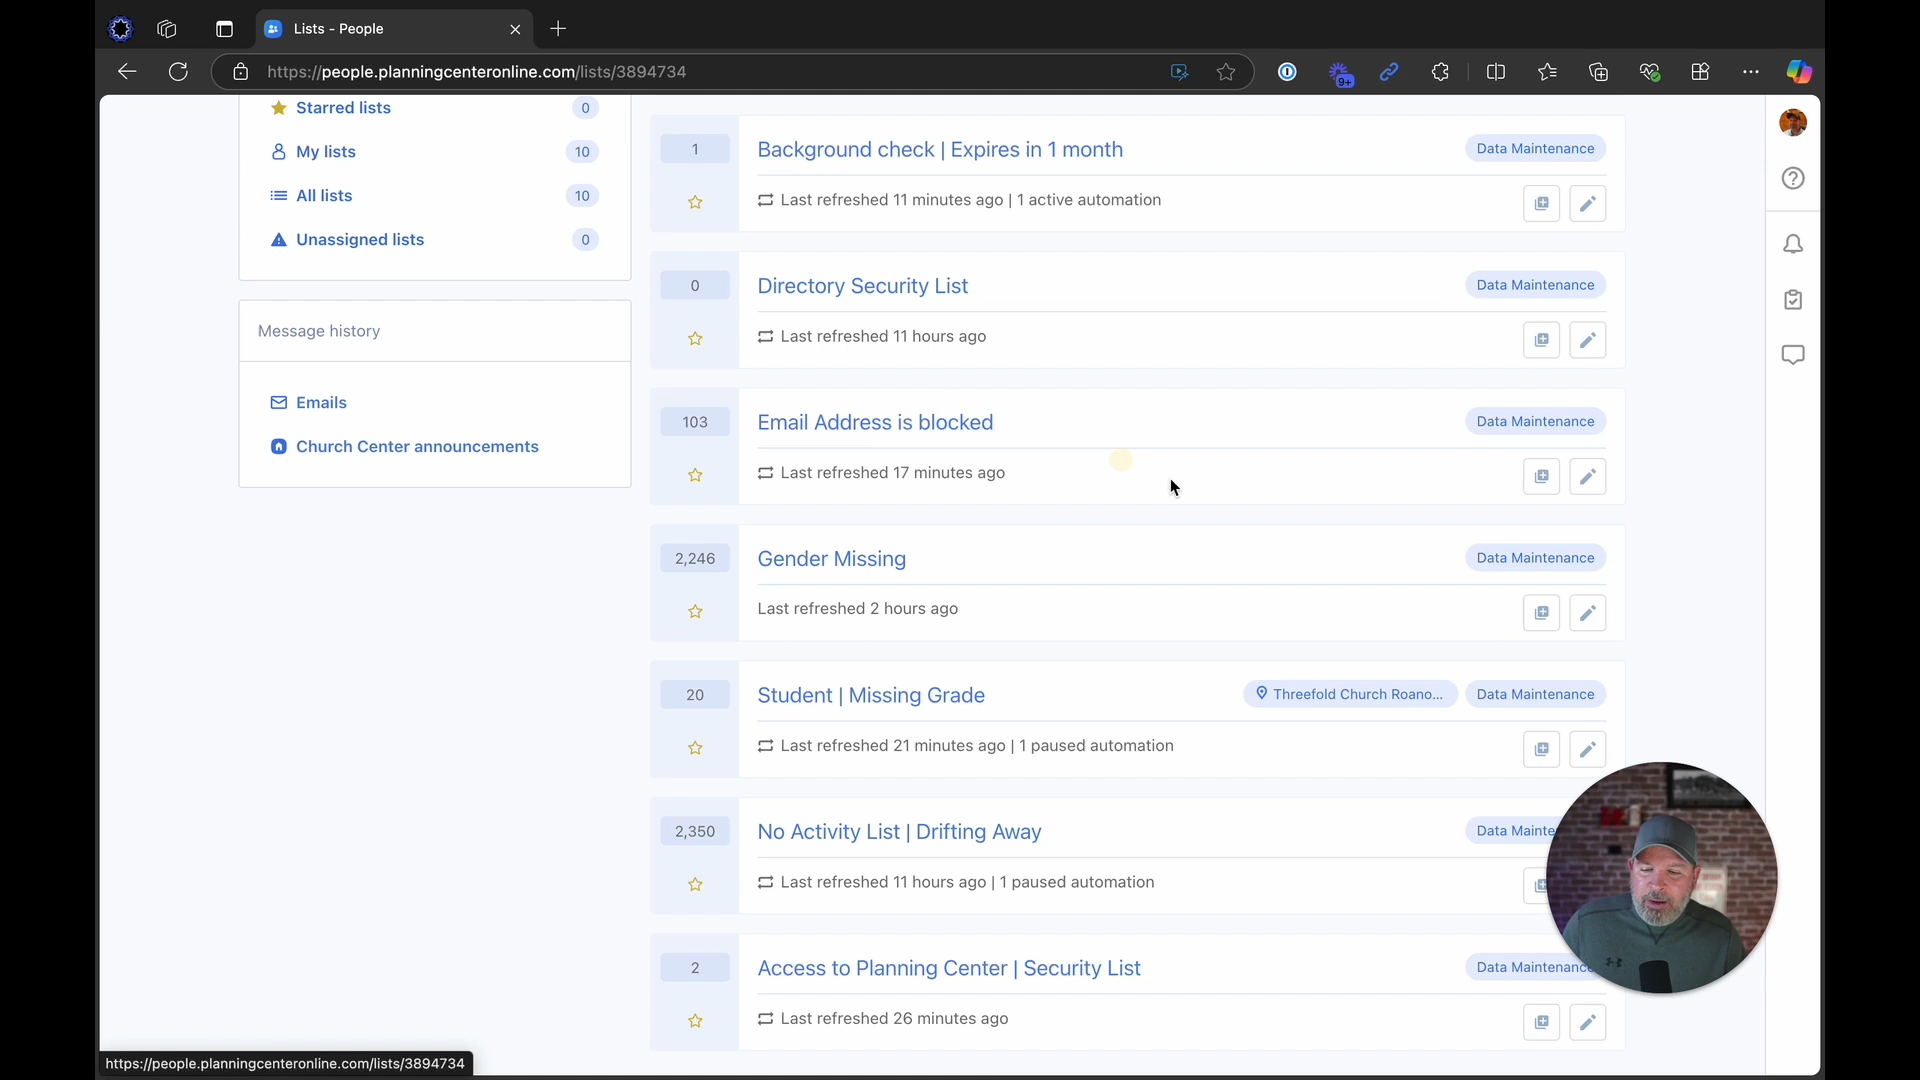 Lists - People
https://people.planningcenteronline.com/lists/3894734
9+
Starred lists 0
My lists 10
All lists 10
Unassigned lists 0
Message history
Emails
Church Center announcements
1 Background check | Expires in 1 month Data Maintenance
Last refreshed 11 minutes ago | 1 active automation
0 Directory Security List Data Maintenance
Last refreshed 11 hours ago
103 Email Address is blocked Data Maintenance
Last refreshed 17 minutes ago
2,246 Gender Missing Data Maintenance
Last refreshed 2 hours ago
20 Student | Missing Grade Threefold Church Roano... Data Maintenance
Last refreshed 21 minutes ago | 1 paused automation
2,350 No Activity List | Drifting Away Data Mainte
Last refreshed 11 hours ago | 1 paused automation
2 Access to Planning Center | Security List Data Maintenanc
Last refreshed 26 minutes ago
https://people.planningcenteronline.com/lists/3894734